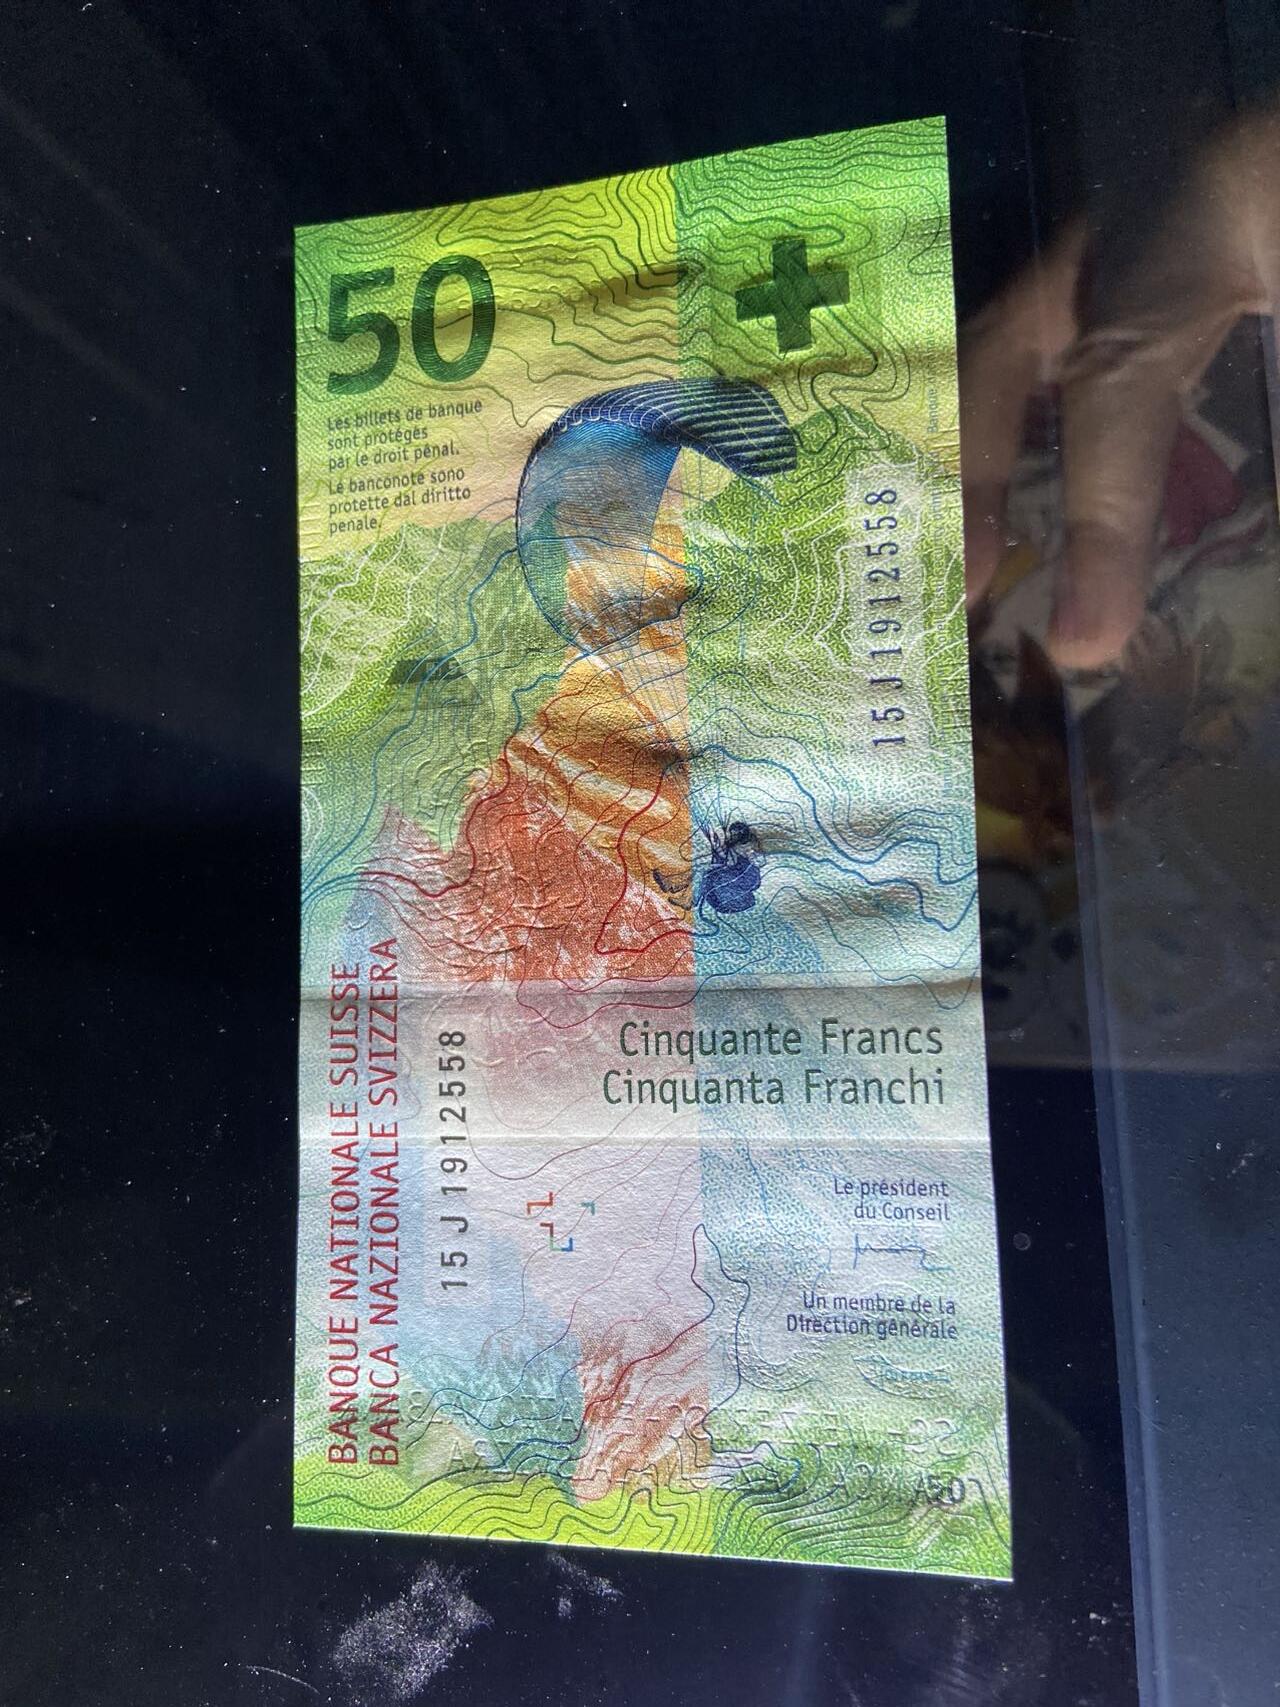 50
Les billets de banque
sont protégés
par le droit pénal.
Le banconote sono
protette dal diritto
penale.
15 J 1912558
BANQUE NATIONALE SUISSE
BANCA NAZIONALE SVIZZERA
15 J 1912558
Cinquante Francs
Cinquanta Franchi
Le président
du Conseil
Un membre de la
Direction générale
50